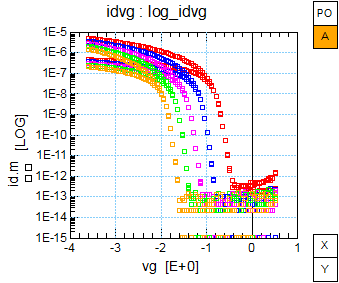 idvg : log_idvg
PO
A
1E-5
1E-6
1E-7
1E-8
1E-9
1E-10
1E-11
1E-12
1E-13
1E-14
1E-15
id.m [LOG]
-4
-3
-2
-1
0
1
vg [E+0]
X
Y